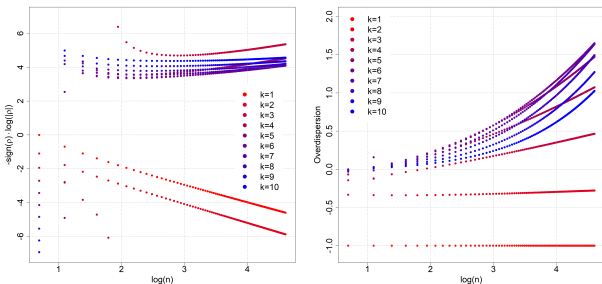 -sign(ρ) · log(|ρ|)
6
4
2
0
-2
-4
-6
k=1
k=2
k=3
k=4
k=5
k=6
k=7
k=8
k=9
k=10
1
2
3
4
log(n)
Overdispersion
2.0
1.5
1.0
0.5
0.0
-1.0
k=1
k=2
k=3
k=4
k=5
k=6
k=7
k=8
k=9
k=10
1
2
3
4
log(n)